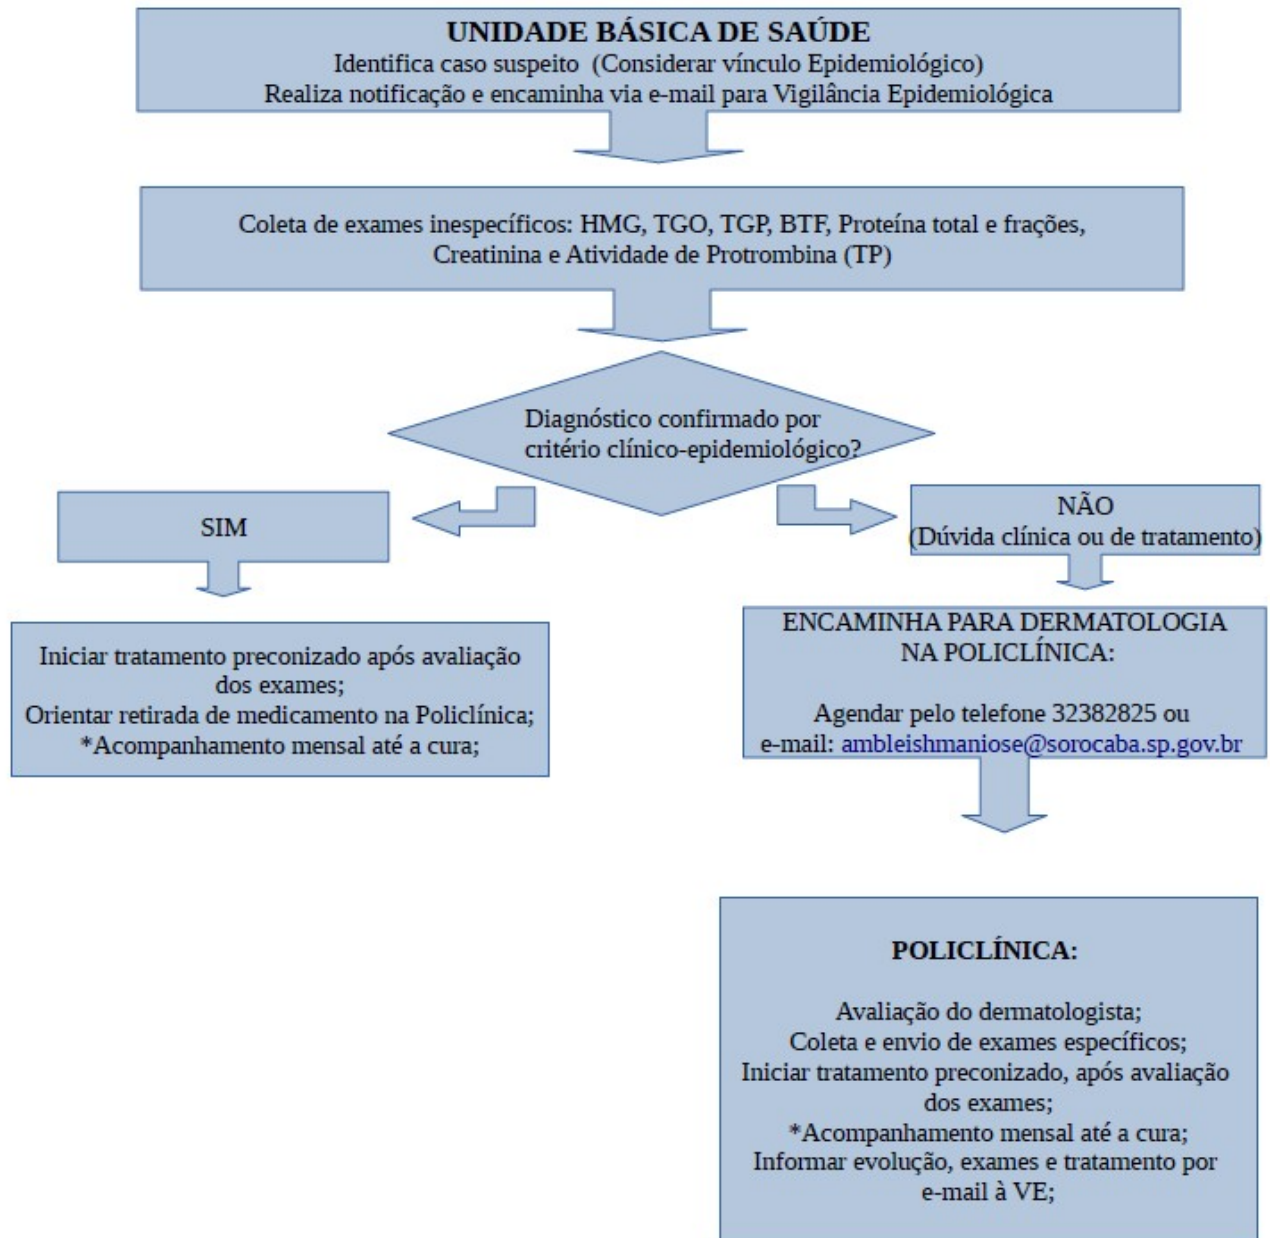 UNIDADE BÁSICA DE SAÚDE
Identifica caso suspeito (Considerar vínculo Epidemiológico)
Realiza notificação e encaminha via e-mail para Vigilância Epidemiológica
Coleta de exames inespecíficos: HMG, TGO, TGP, BTF, Proteína total e frações,
Creatinina e Atividade de Protrombina (TP)
Diagnóstico confirmado por
critério clínico-epidemiológico?
SIM
NÃO
(Dúvida clínica ou de tratamento)
Iniciar tratamento preconizado após avaliação
dos exames;
Orientar retirada de medicamento na Policlínica;
*Acompanhamento mensal até a cura;
ENCAMINHA PARA DERMATOLOGIA
NA POLICLÍNICA:
Agendar pelo telefone 32382825 ou
e-mail: ambleishmaniose@sorocaba.sp.gov.br
POLICLÍNICA:
Avaliação do dermatologista;
Coleta e envio de exames específicos;
Iniciar tratamento preconizado, após avaliação
dos exames;
*Acompanhamento mensal até a cura;
Informar evolução, exames e tratamento por
e-mail à VE;